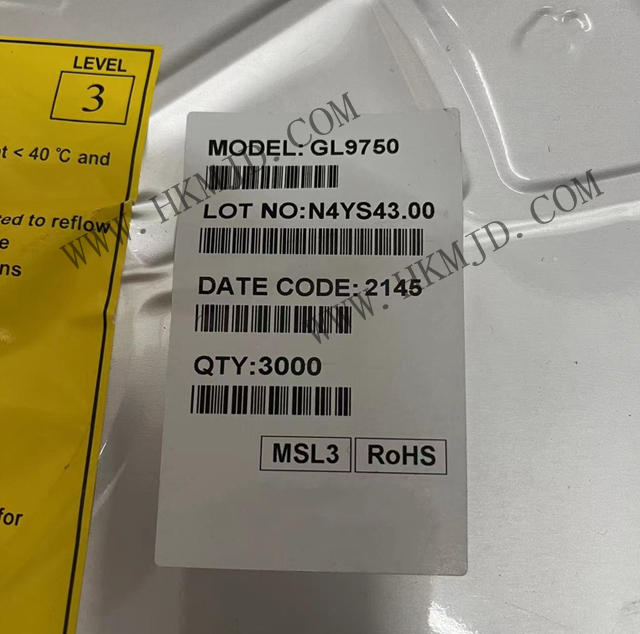 LEVEL
3
t < 40 °C and
ted to reflow
e
ns
for
MODEL: GL9750
LOT NO:N4YS43.00
DATE CODE: 2145
QTY:3000
MSL3
RoHS
WWW.HKMJD.COM
WWW.HKMJD.COM